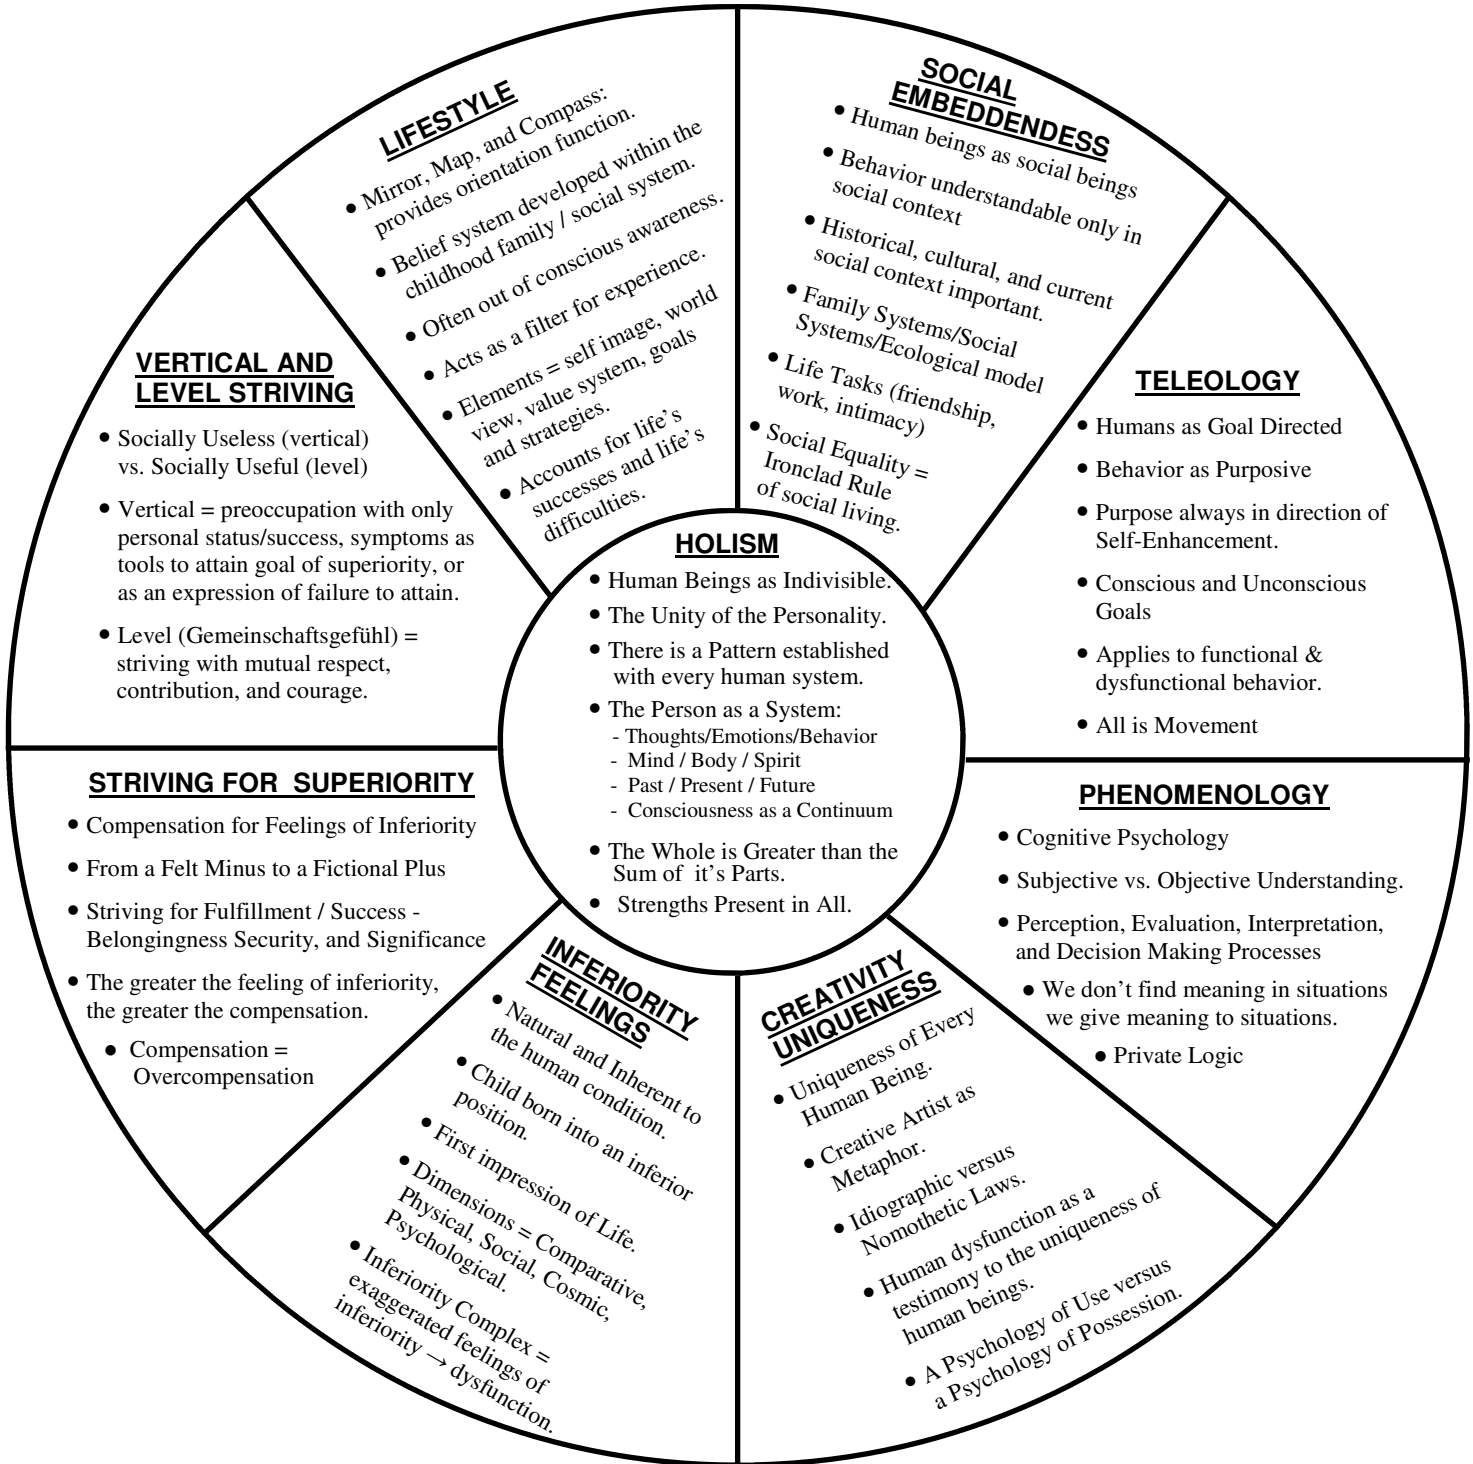 LIFESTYLE
• Mirror, Map, and Compass:
provides orientation function.
• Belief system developed within the
childhood family / social system.
• Often out of conscious awareness.
• Acts as a filter for experience.
• Elements = self image, world
view, value system, goals
and strategies.
• Accounts for life's
successes and life's
difficulties.
SOCIAL
EMBEDDENDESS
• Human beings as social beings
• Behavior understandable only in
social context
• Historical, cultural, and current
social context important.
• Family Systems/Social
Systems/Ecological model
• Life Tasks (friendship,
work, intimacy)
• Social Equality =
Ironclad Rule
of social living.
TELEOLOGY
• Humans as Goal Directed
• Behavior as Purposive
• Purpose always in direction of
Self-Enhancement.
• Conscious and Unconscious
Goals
• Applies to functional &
dysfunctional behavior.
• All is Movement
PHENOMENOLOGY
• Cognitive Psychology
• Subjective vs. Objective Understanding.
• Perception, Evaluation, Interpretation,
and Decision Making Processes
• We don't find meaning in situations
we give meaning to situations.
• Private Logic
CREATIVITY
UNIQUENESS
• Uniqueness of Every
Human Being.
• Creative Artist as
Metaphor.
• Idiographic versus
Nomothetic Laws.
• Human dysfunction as a
testimony to the uniqueness of
human beings.
• A Psychology of Use versus
a Psychology of Possession.
INFERIORITY
FEELINGS
• Natural and Inherent to
the human condition.
• Child born into an inferior
position.
• First impression of Life.
• Dimensions = Comparative,
Physical, Social, Cosmic,
Psychological.
• Inferiority Complex =
exaggerated feelings of
inferiority → dysfunction.
STRIVING FOR SUPERIORITY
• Compensation for Feelings of Inferiority
• From a Felt Minus to a Fictional Plus
• Striving for Fulfillment / Success -
Belongingness Security, and Significance
• The greater the feeling of inferiority,
the greater the compensation.
• Compensation =
Overcompensation
VERTICAL AND
LEVEL STRIVING
• Socially Useless (vertical)
vs. Socially Useful (level)
• Vertical = preoccupation with only
personal status/success, symptoms as
tools to attain goal of superiority, or
as an expression of failure to attain.
• Level (Gemeinschaftsgefühl) =
striving with mutual respect,
contribution, and courage.
HOLISM
• Human Beings as Indivisible.
• The Unity of the Personality.
• There is a Pattern established
with every human system.
• The Person as a System:
- Thoughts/Emotions/Behavior
- Mind / Body / Spirit
- Past / Present / Future
- Consciousness as a Continuum
• The Whole is Greater than the
Sum of it's Parts.
• Strengths Present in All.